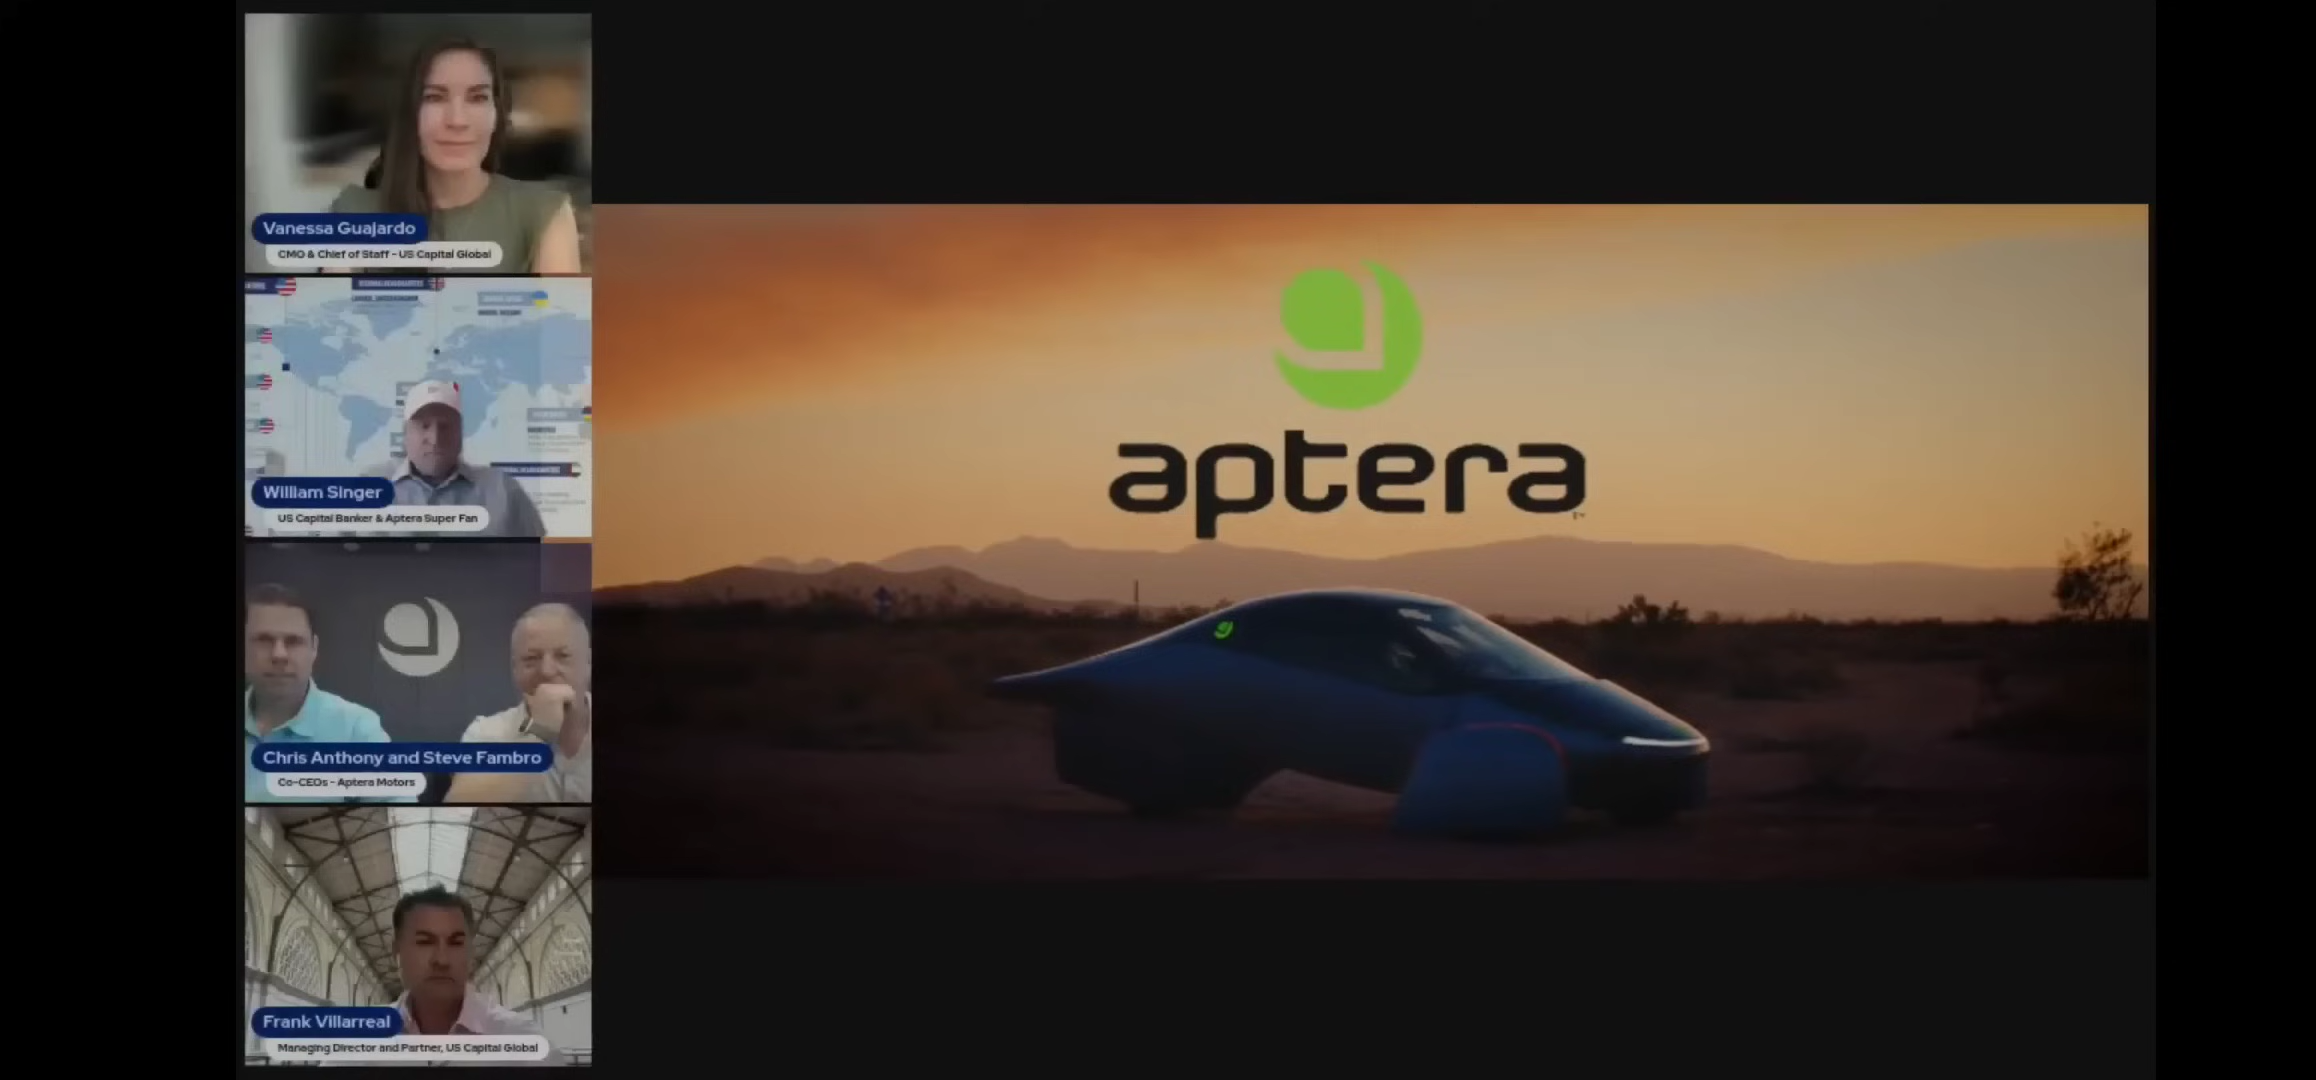 Vanessa Guajardo
CMO & Chief of Staff - US Capital Global
William Singer
US Capital Banker & Aptera Super Fan
Chris Anthony and Steve Fambro
Co-CEOs - Aptera Motors
Frank Villarreal
Managing Director and Partner, US Capital Global
aptera